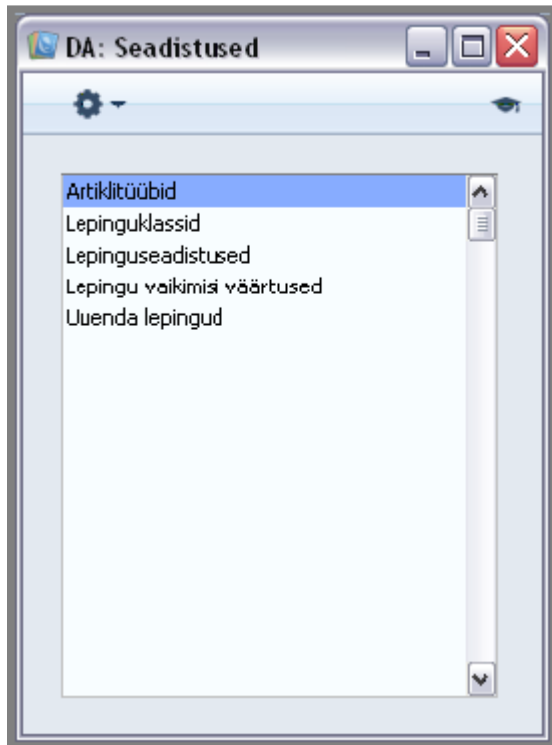 DA: Seadistused
Artiklitüübid
Lepinguklassid
Lepinguseadistused
Lepingu vaikimisi väärtused
Uuenda lepingud